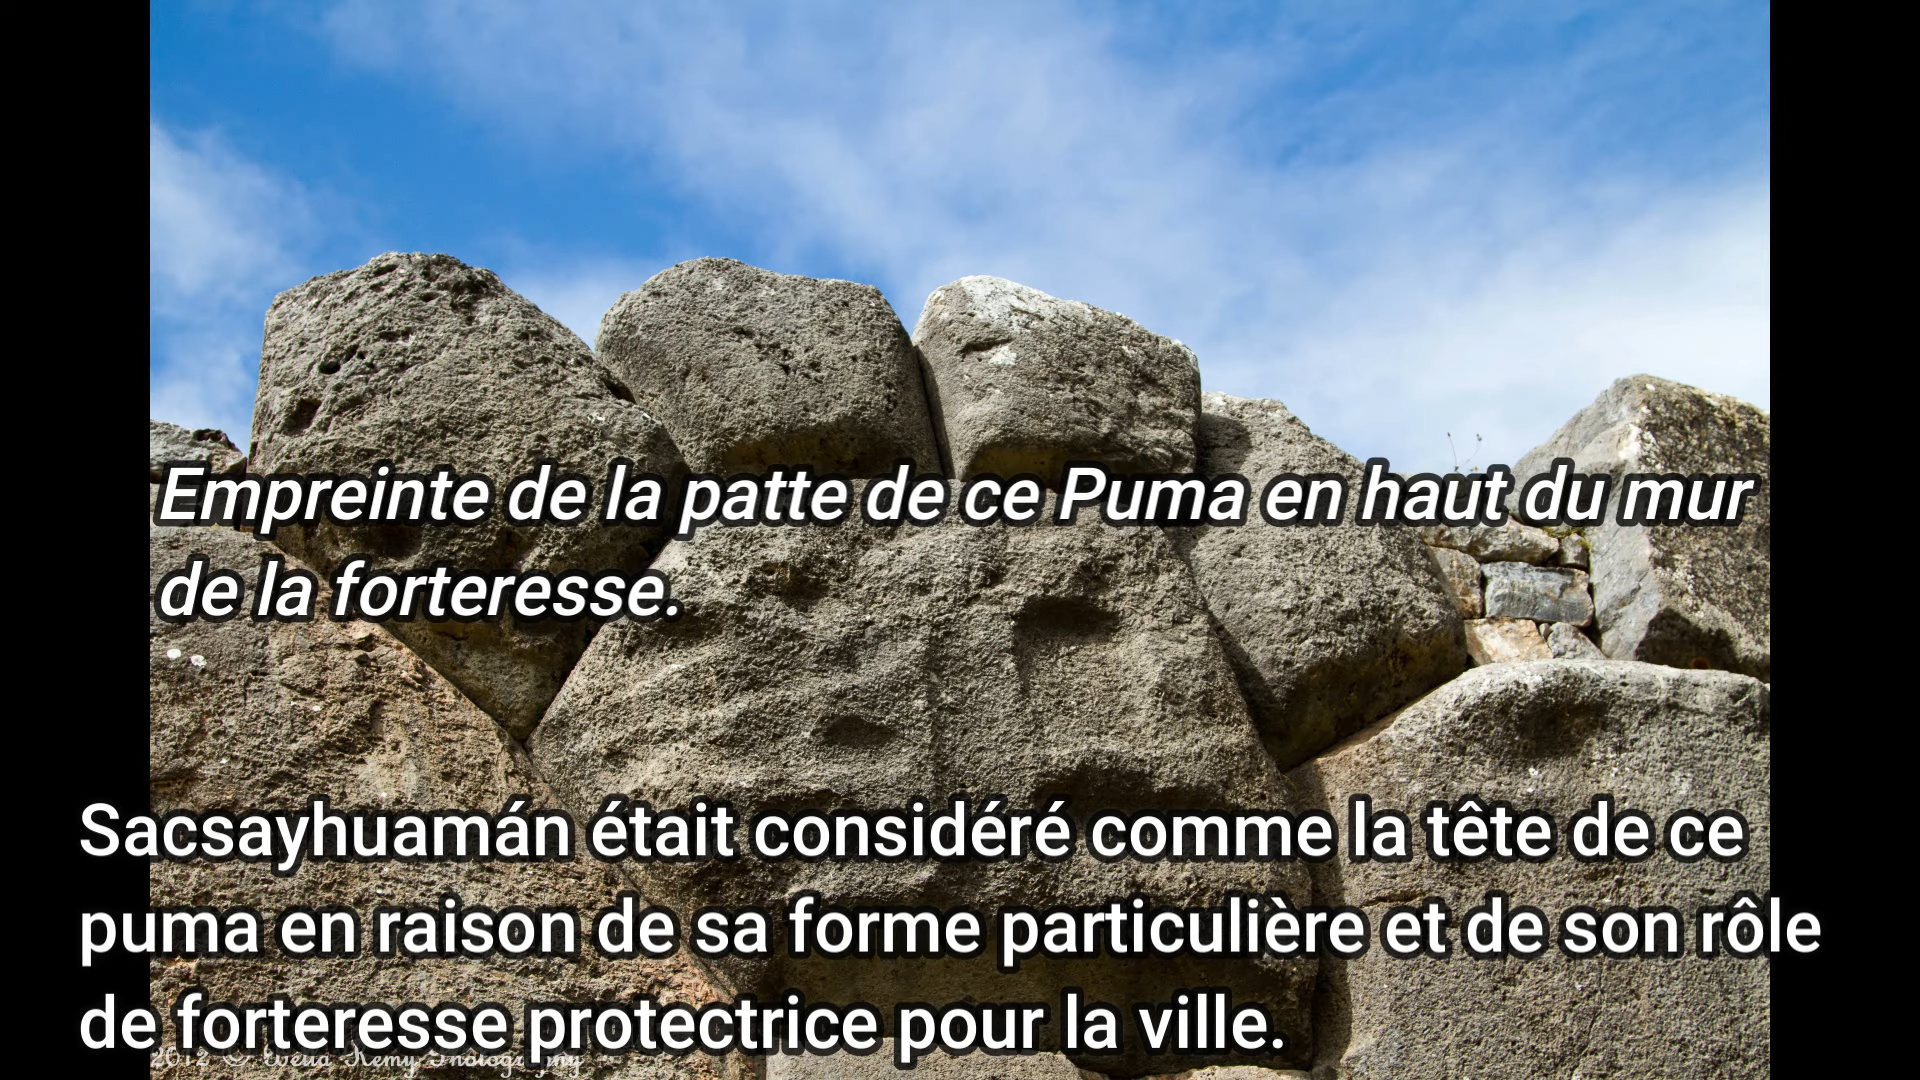 Empreinte de la patte de ce Puma en haut du mur
de la forteresse.
Sacsayhuamán était considéré comme la tête de ce
puma en raison de sa forme particulière et de son rôle
de forteresse protectrice pour la ville.
2012 ©